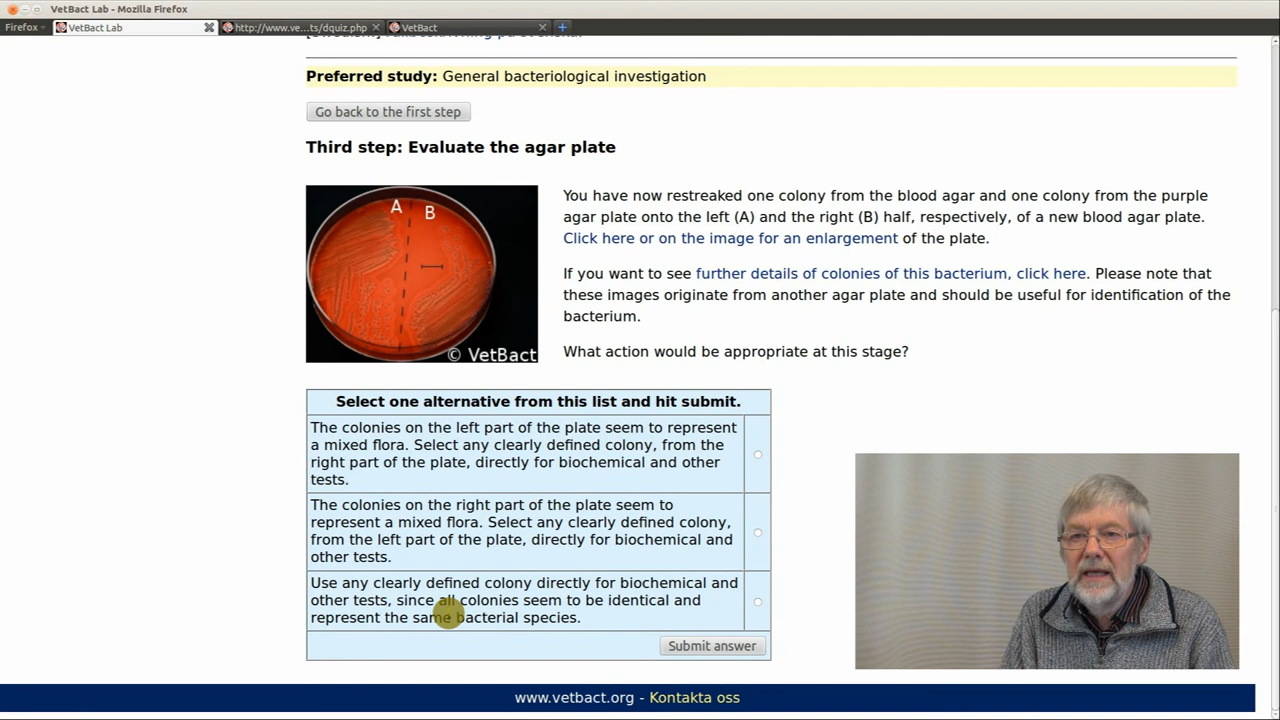 VetBact Lab - Mozilla Firefox
Firefox VetBact Lab http://www.ve...ts/dquiz.php VetBact
Preferred study: General bacteriological investigation
Go back to the first step
Third step: Evaluate the agar plate
A B
© VetBact
You have now restreaked one colony from the blood agar and one colony from the purple
agar plate onto the left (A) and the right (B) half, respectively, of a new blood agar plate.
Click here or on the image for an enlargement of the plate.
If you want to see further details of colonies of this bacterium, click here. Please note that
these images originate from another agar plate and should be useful for identification of the
bacterium.
What action would be appropriate at this stage?
Select one alternative from this list and hit submit.
The colonies on the left part of the plate seem to represent
a mixed flora. Select any clearly defined colony, from the
right part of the plate, directly for biochemical and other
tests.
The colonies on the right part of the plate seem to
represent a mixed flora. Select any clearly defined colony,
from the left part of the plate, directly for biochemical and
other tests.
Use any clearly defined colony directly for biochemical and
other tests, since all colonies seem to be identical and
represent the same bacterial species.
Submit answer
www.vetbact.org - Kontakta oss